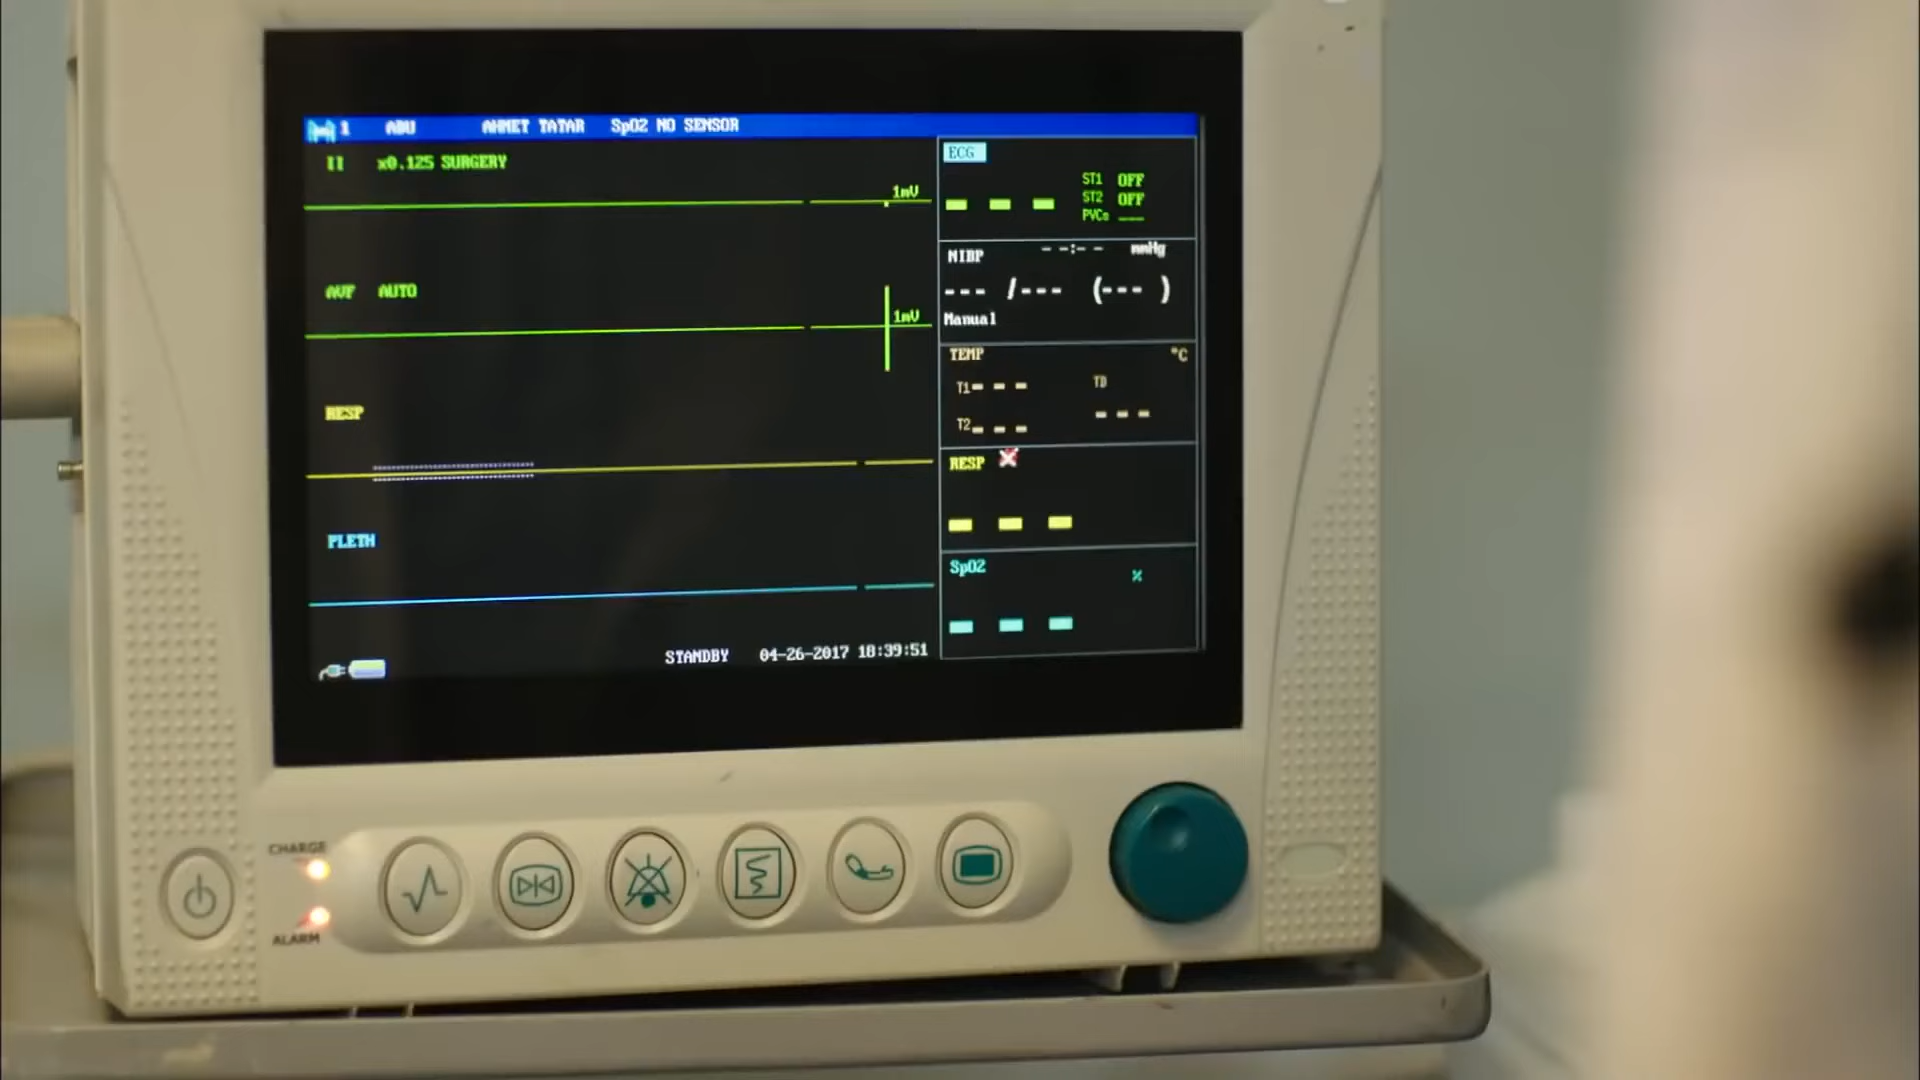 1 ADU AHMET TATAR SpO2 NO SENSOR
II x0.125 SURGERY
1mV
AVF AUTO
1mV
RESP
PLETH
STANDBY 04-26-2017 18:39:51
ECG
--- ST1 OFF
ST2 OFF
PVCs ---
NIBP --:-- mmHg
--- /--- (--- )
Manual
TEMP °C
T1--- TD
T2--- ---
RESP
---
SpO2 %
---
CHARGE
ALARM